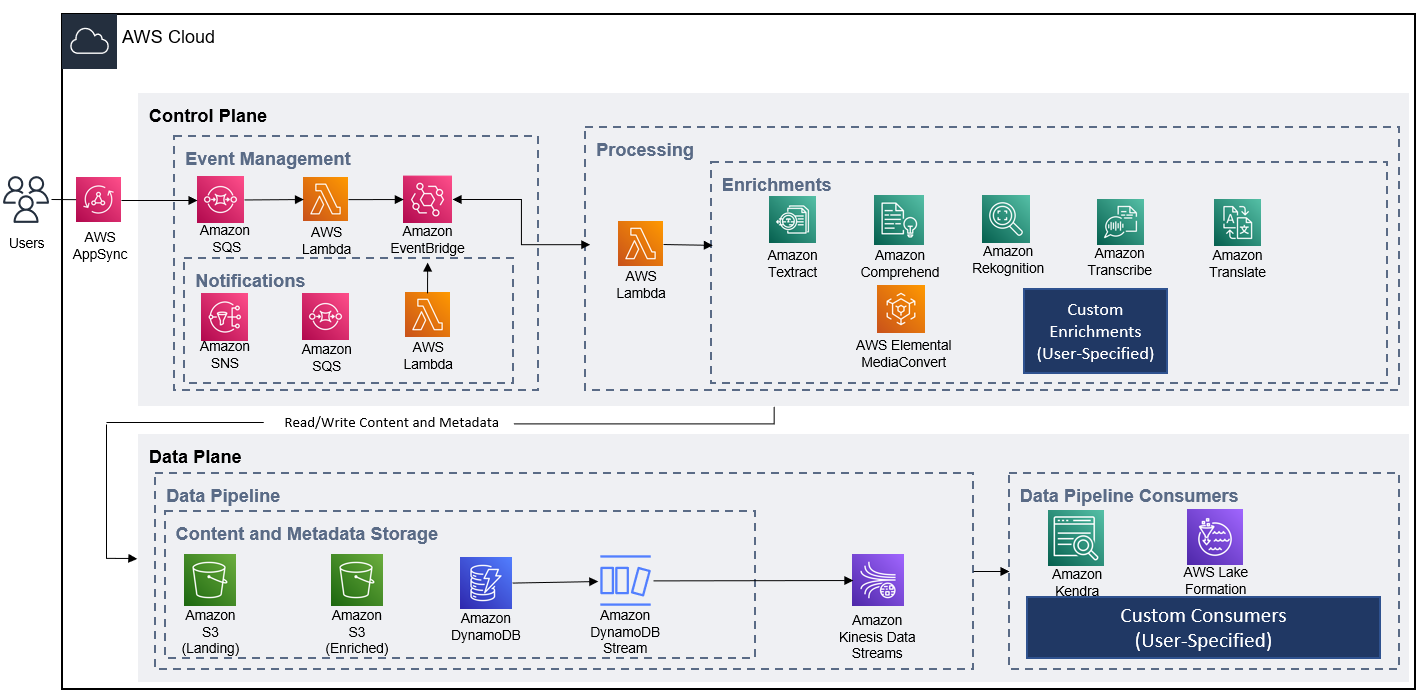 AWS Cloud
Control Plane
Event Management
Amazon
SQS
AWS
Lambda
Amazon
EventBridge
Users
AWS
AppSync
Notifications
Amazon
SNS
Amazon
SQS
AWS
Lambda
Processing
AWS
Lambda
Enrichments
Amazon
Textract
Amazon
Comprehend
Amazon
Rekognition
Amazon
Transcribe
Amazon
Translate
AWS Elemental
MediaConvert
Custom
Enrichments
(User-Specified)
Read/Write Content and Metadata
Data Plane
Data Pipeline
Content and Metadata Storage
Amazon
S3
(Landing)
Amazon
S3
(Enriched)
Amazon
DynamoDB
Amazon
DynamoDB
Stream
Amazon
Kinesis Data
Streams
Data Pipeline Consumers
Amazon
Kendra
AWS Lake
Formation
Custom Consumers
(User-Specified)